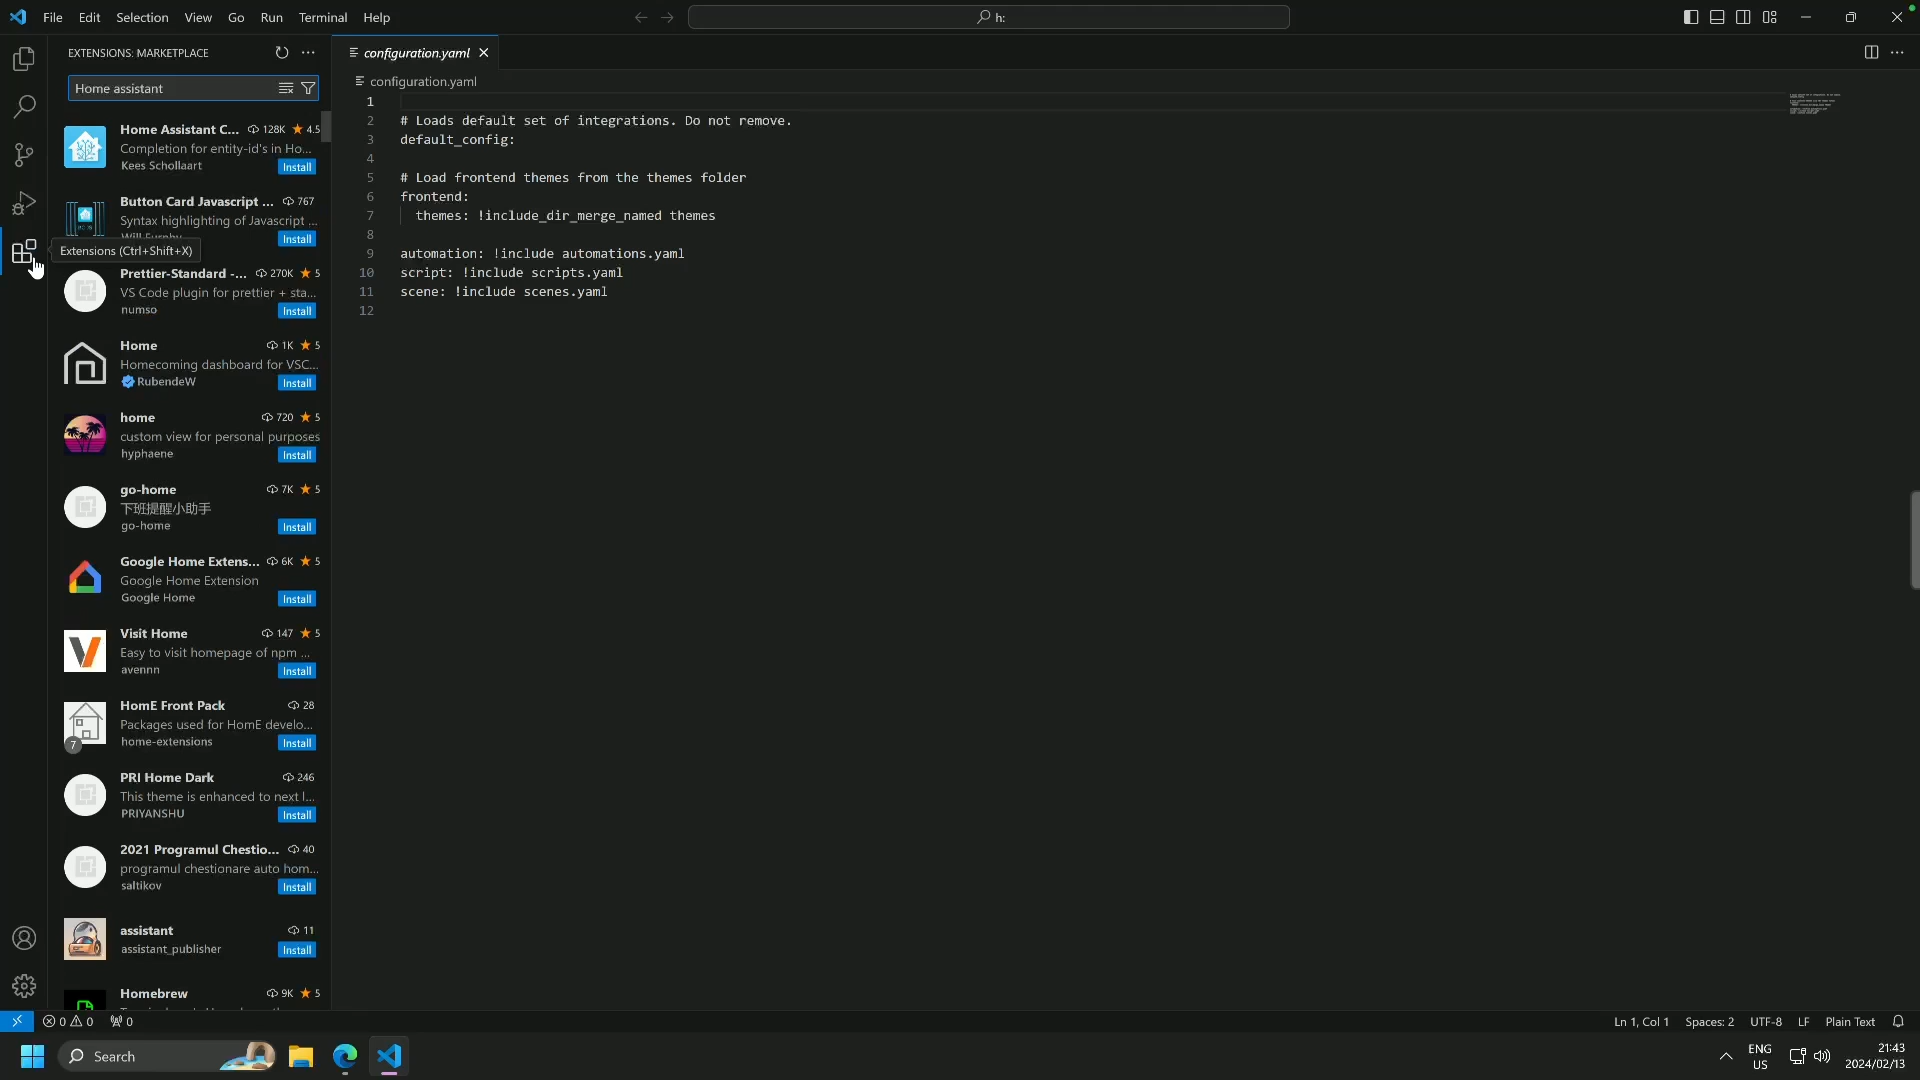 File Edit Selection View Go Run Terminal Help
h:
EXTENSIONS: MARKETPLACE
Home assistant
Home Assistant C... 128K 4.5
Completion for entity-id's in Ho...
Kees Schollaart
Install
Button Card Javascript ... 767
Syntax highlighting of Javascript ...
Install
Extensions (Ctrl+Shift+X)
Prettier-Standard -... 270K 5
VS Code plugin for prettier + sta...
numso
Install
Home 1K 5
Homecoming dashboard for VSC...
RubendeW
Install
home 720 5
custom view for personal purposes
hyphaene
Install
go-home 7K 5
下班提醒小助手
go-home
Install
Google Home Extens... 6K 5
Google Home Extension
Google Home
Install
Visit Home 147 5
Easy to visit homepage of npm ...
avennn
Install
HomE Front Pack 28
Packages used for HomE develo...
home-extensions
7
Install
PRI Home Dark 246
This theme is enhanced to next l...
PRIYANSHU
Install
2021 Programul Chestio... 40
programul chestionare auto hom...
saltikov
Install
assistant 11
assistant_publisher
Install
Homebrew 9K 5
configuration.yaml
configuration.yaml
1
2 # Loads default set of integrations. Do not remove.
3 default_config:
4
5 # Load frontend themes from the themes folder
6 frontend:
7 themes: !include_dir_merge_named themes
8
9 automation: !include automations.yaml
10 script: !include scripts.yaml
11 scene: !include scenes.yaml
12
0 0 0
Ln 1, Col 1 Spaces: 2 UTF-8 LF Plain Text
Search
ENG
US
21:43
2024/02/13